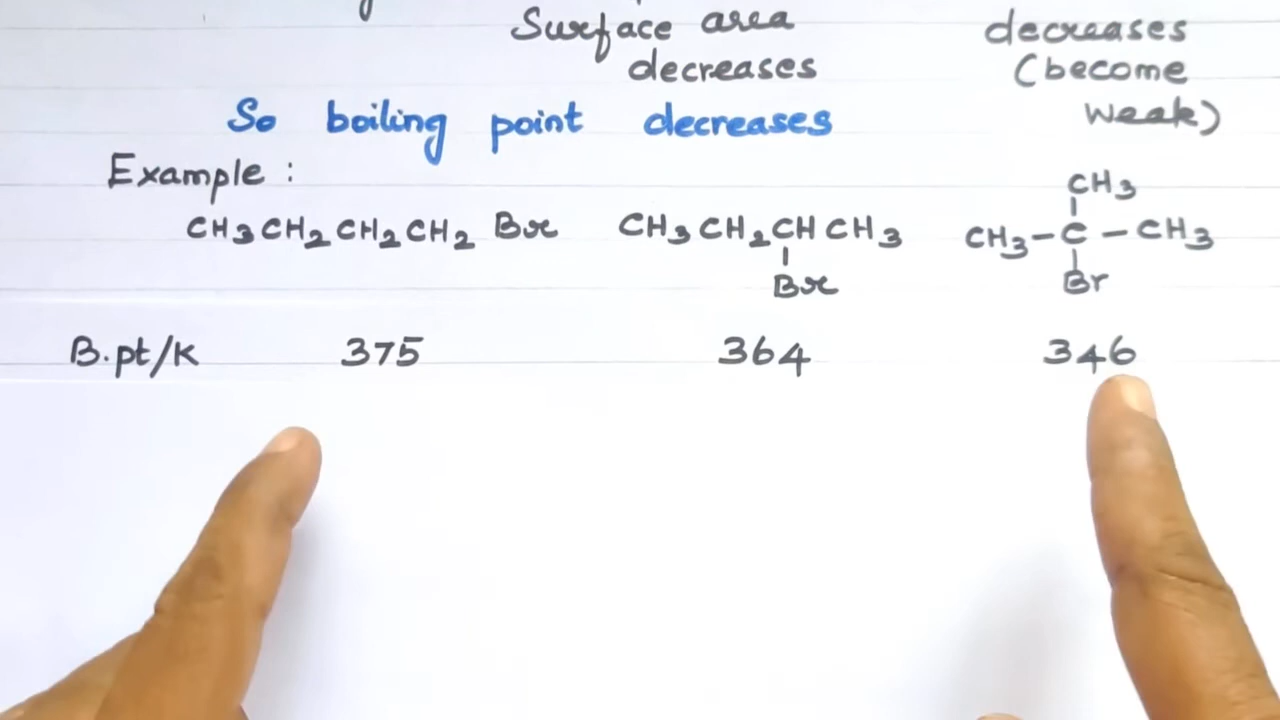 Surface area decreases
decreases (become
So boiling point decreases weak)
Example :
CH3
CH3CH2CH2CH2 Br CH3CH2CHCH3 CH3–C–CH3
Br Br
B.pt/K 375 364 346